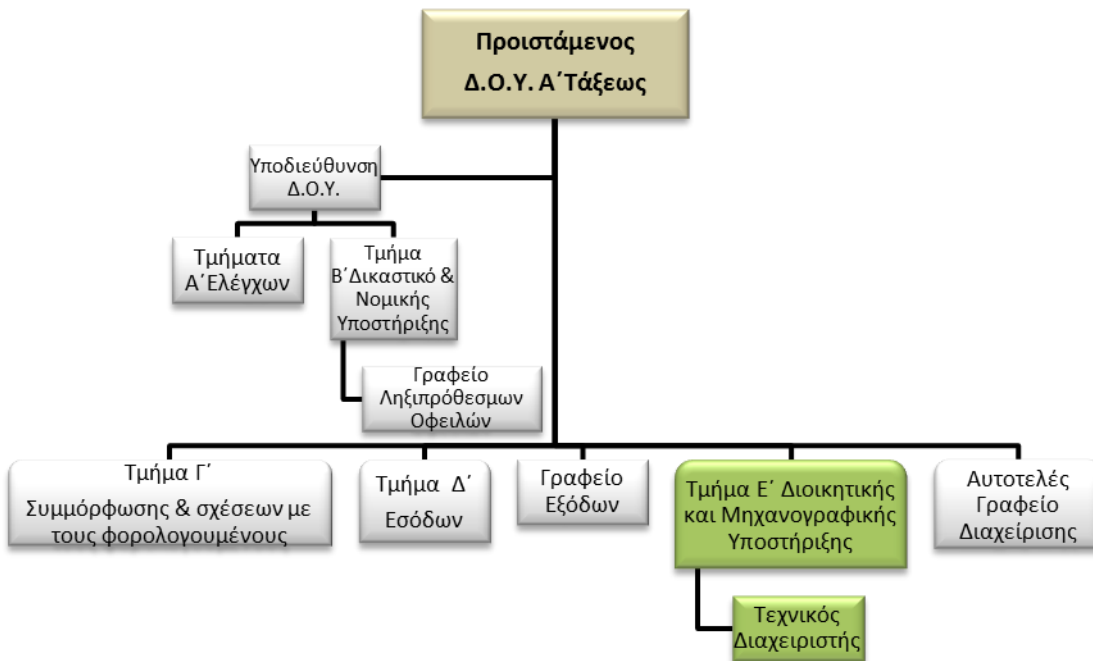 Προιστάμενος
Δ.Ο.Υ. Α΄Τάξεως
Υποδιεύθυνση
Δ.Ο.Υ.
Τμήματα
Α΄Ελέγχων
Τμήμα
Β΄Δικαστικό &
Νομικής
Υποστήριξης
Γραφείο
Ληξιπρόθεσμων
Οφειλών
Τμήμα Γ΄
Συμμόρφωσης & σχέσεων με
τους φορολογουμένους
Τμήμα Δ΄
Εσόδων
Γραφείο
Εξόδων
Τμήμα Ε΄ Διοικητικής
και Μηχανογραφικής
Υποστήριξης
Τεχνικός
Διαχειριστής
Αυτοτελές
Γραφείο
Διαχείρισης